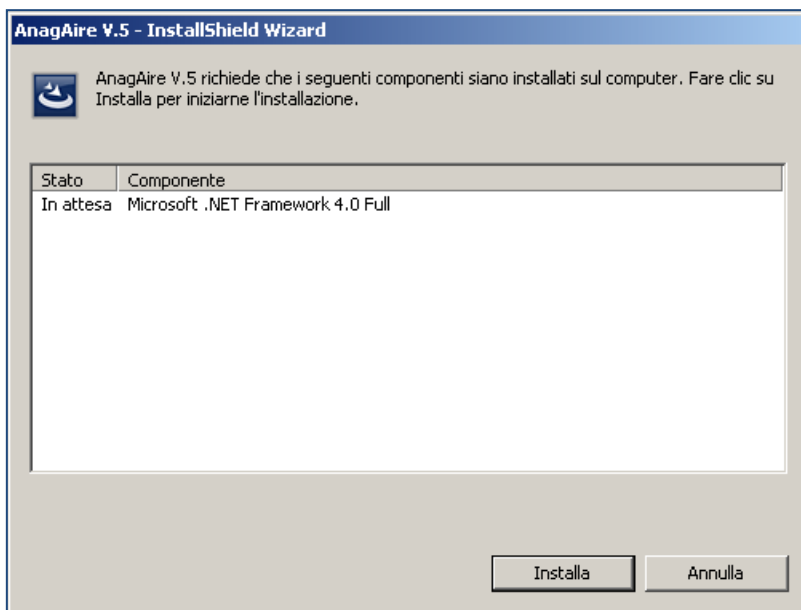 AnagAire V.5 - InstallShield Wizard
AnagAire V.5 richiede che i seguenti componenti siano installati sul computer. Fare clic su
Installa per iniziarne l'installazione.
Stato Componente
In attesa Microsoft .NET Framework 4.0 Full
Installa Annulla